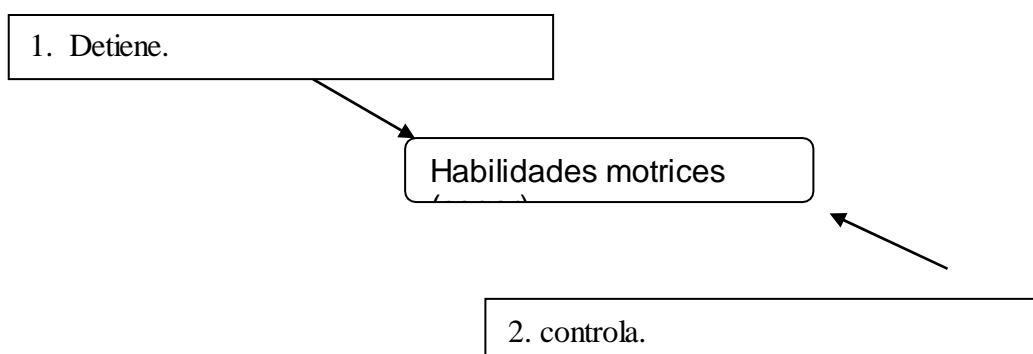 1. Detiene.
Habilidades motrices
2. controla.